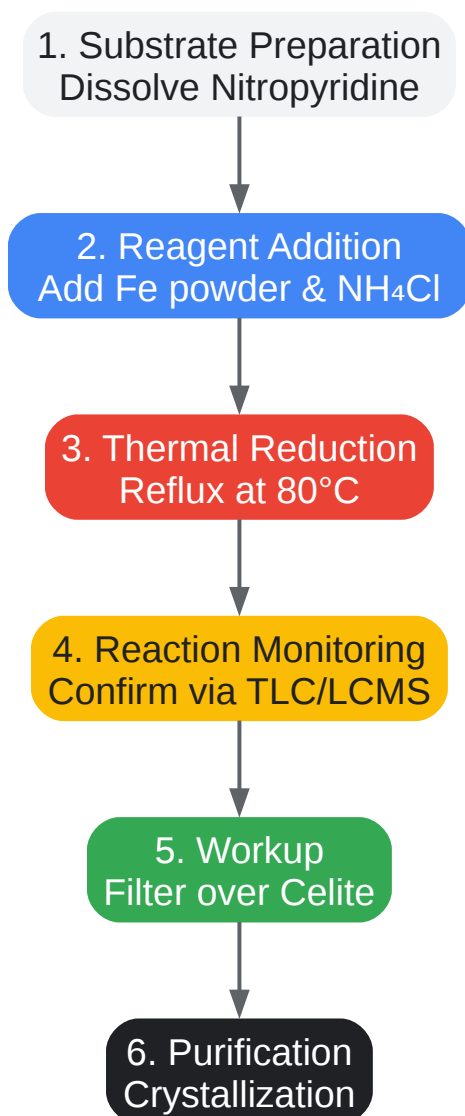 1. Substrate Preparation
Dissolve Nitropyridine
2. Reagent Addition
Add Fe powder & NH₄Cl
3. Thermal Reduction
Reflux at 80°C
4. Reaction Monitoring
Confirm via TLC/LCMS
5. Workup
Filter over Celite
6. Purification
Crystallization